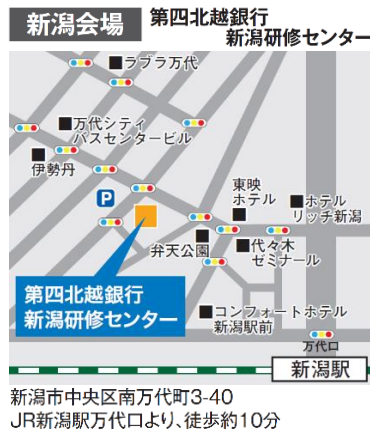 新潟会場
第四北越銀行
新潟研修センター
ラブラ万代
万代シティ
バスセンタービル
伊勢丹
P
東映
ホテル
ホテル
リッチ新潟
弁天公園
代々木
ゼミナール
第四北越銀行
新潟研修センター
コンフォートホテル
新潟駅前
万代口
新潟駅
新潟市中央区南万代町3-40
JR新潟駅万代口より、徒歩約10分